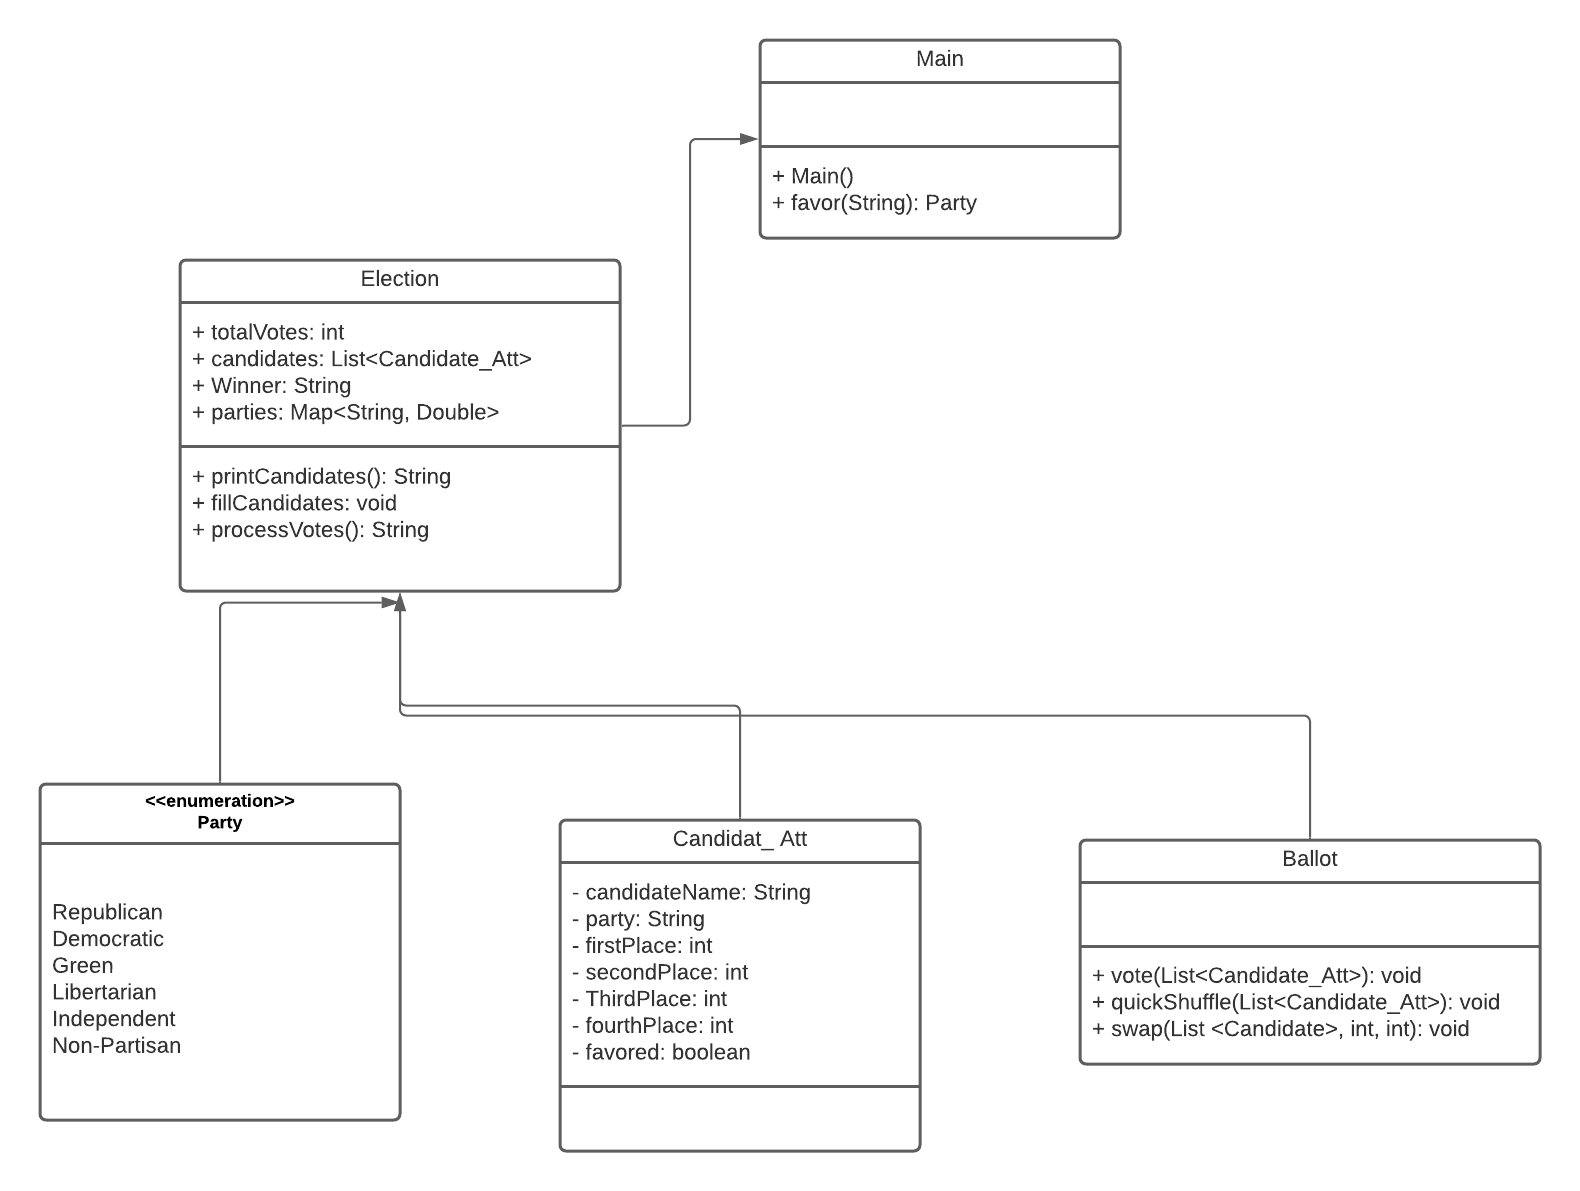 Main
+ Main()
+ favor(String): Party
Election
+ totalVotes: int
+ candidates: List<Candidate_Att>
+ Winner: String
+ parties: Map<String, Double>
+ printCandidates(): String
+ fillCandidates: void
+ processVotes(): String
<<enumeration>>
Party
Republican
Democratic
Green
Libertarian
Independent
Non-Partisan
Candidat_ Att
- candidateName: String
- party: String
- firstPlace: int
- secondPlace: int
- ThirdPlace: int
- fourthPlace: int
- favored: boolean
Ballot
+ vote(List<Candidate_Att>): void
+ quickShuffle(List<Candidate_Att>): void
+ swap(List <Candidate>, int, int): void